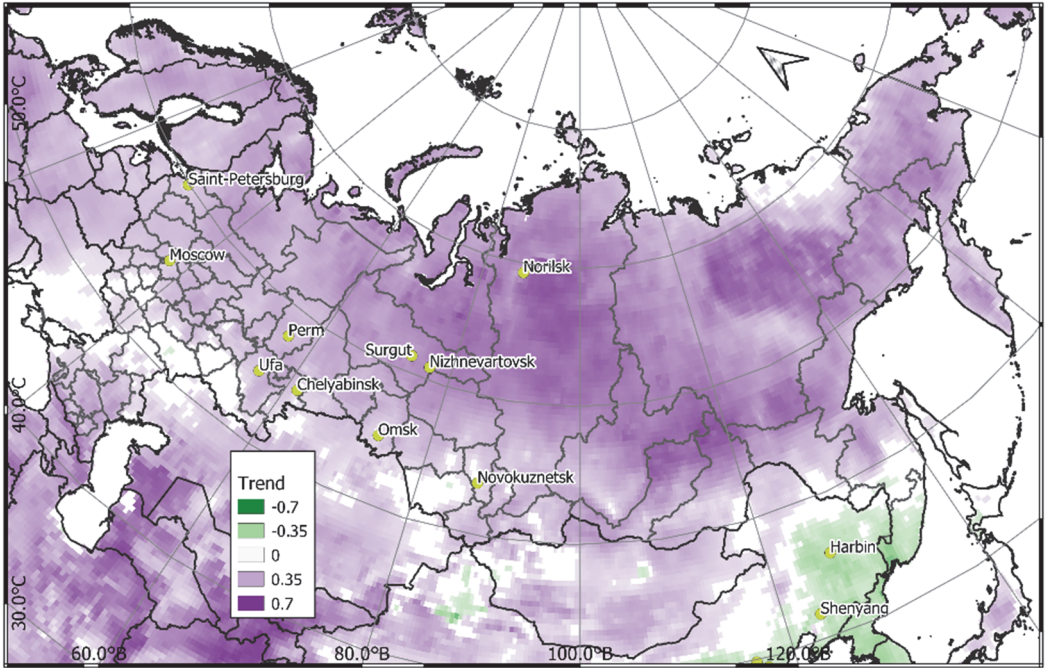 50.0°C
Saint-Petersburg
Moscow
Norilsk
Perm
Surgut
Nizhnevartovsk
Ufa
Chelyabinsk
40.0°C
Omsk
Novokuznetsk
Trend
-0.7
-0.35
0
0.35
0.7
Harbin
Shenyang
30.0°C
60.0°В
80.0°В
100.0°В
120.0°В